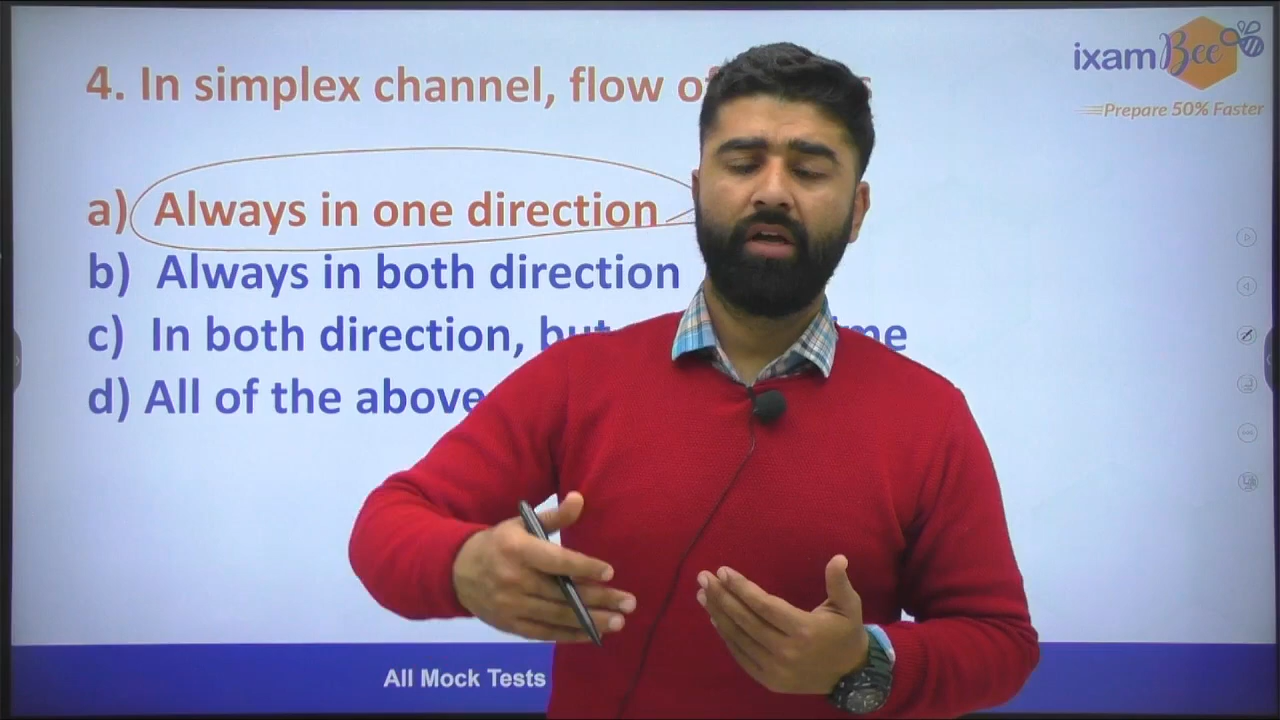 ixamBee
Prepare 50% Faster
4. In simplex channel, flow of
a) Always in one direction
b) Always in both direction
c) In both direction, but
d) All of the above
All Mock Tests